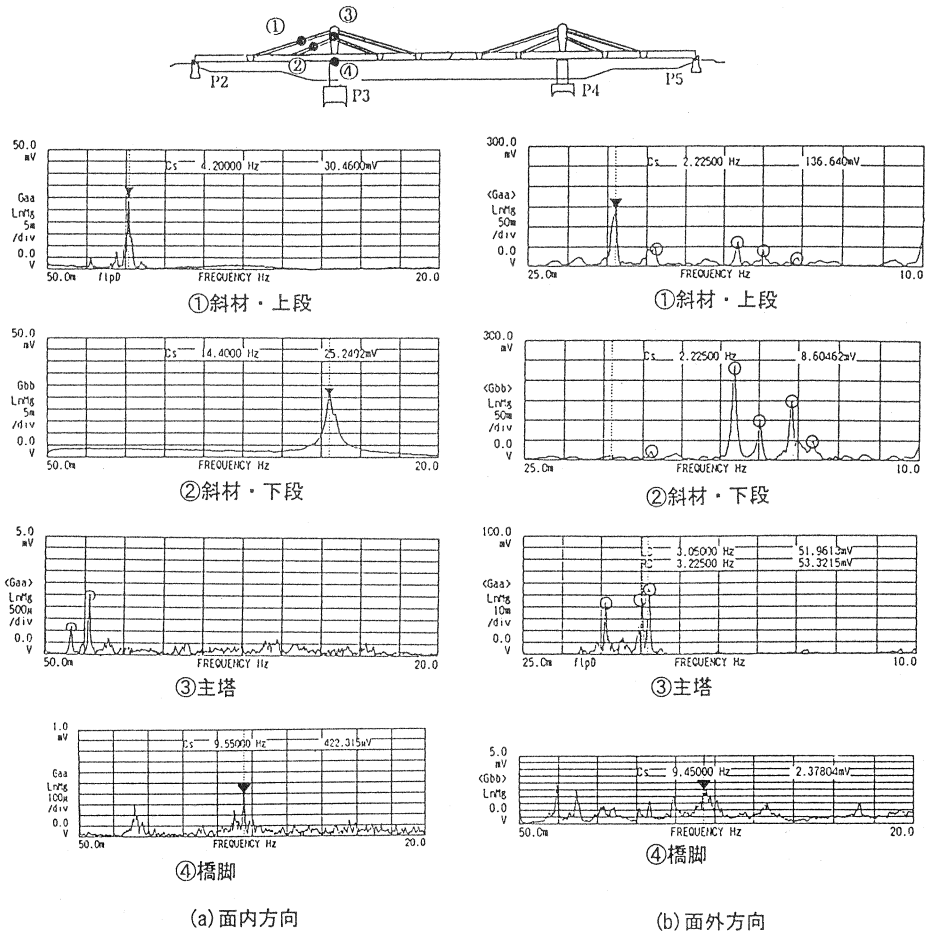 ① ③
② ④
P2 P3 P4 P5
50.0
mV
Cs 4.20000 Hz 30.4600mV
Gaa
LnMg
5m
/div
0.0
V
50.0m flpD FREQUENCY Hz 20.0
①斜材・上段
300.0
mV
Cs 2.22500 Hz 136.640mV
<Gaa>
LnMg
50m
/div
0.0
V
25.0m FREQUENCY Hz 10.0
①斜材・上段
50.0
mV
Cs 14.4000 Hz 25.2492mV
Gbb
LnMg
5m
/div
0.0
V
50.0m FREQUENCY Hz 20.0
②斜材・下段
300.0
mV
Cs 2.22500 Hz 8.60462mV
<Gbb>
LnMg
50m
/div
0.0
V
25.0m FREQUENCY Hz 10.0
②斜材・下段
5.0
mV
<Gaa>
LnMg
500μ
/div
0.0
V
50.0m FREQUENCY Hz 20.0
③主塔
100.0
mV
3.05000 Hz 51.9613mV
3.22500 Hz 53.3215mV
<Gaa>
LnMg
10m
/div
0.0
V
25.0m flpD FREQUENCY Hz 10.0
③主塔
1.0
mV
Cs 9.55000 Hz 422.315μV
Gaa
LnMg
100μ
/div
0.0
V
50.0m FREQUENCY Hz 20.0
④橋脚
5.0
mV
Cs 9.45000 Hz 2.37804mV
<Gbb>
LnMg
0.0
V
50.0m FREQUENCY Hz 20.0
④橋脚
(a)面内方向
(b)面外方向